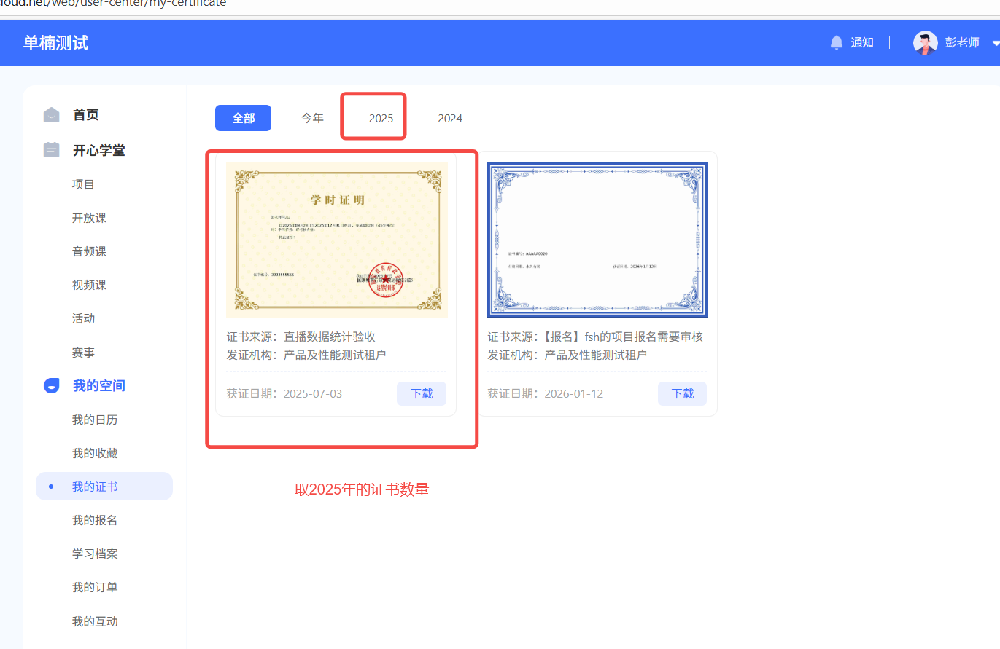 cloud.net/web/user-center/my-certificate
单楠测试
通知
彭老师
首页
开心学堂
项目
开放课
音频课
视频课
活动
赛事
我的空间
我的日历
我的收藏
我的证书
我的报名
学习档案
我的订单
我的互动
全部 今年 2025 2024
学时证明
证书编号：3333555555
证书来源：直播数据统计验收
发证机构：产品及性能测试租户
获证日期：2025-07-03
下载
证书编号：AAAAA0020
有效日期：永久有效
获证日期：2026年1月12日
证书来源：【报名】fsh的项目报名需要审核
发证机构：产品及性能测试租户
获证日期：2026-01-12
下载
取2025年的证书数量